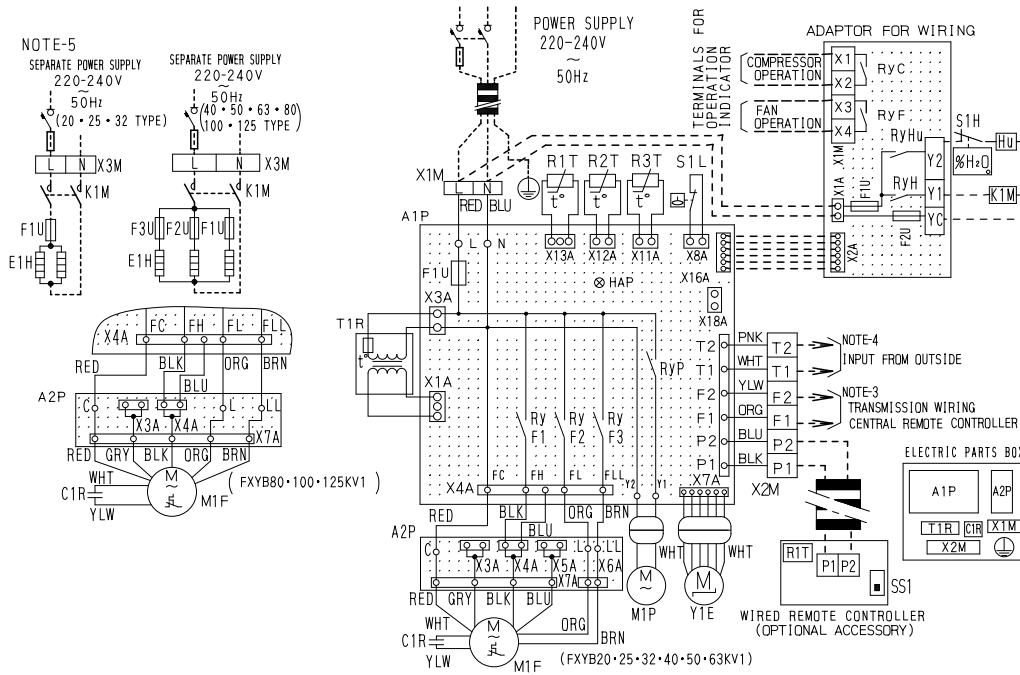 NOTE-5
SEPARATE POWER SUPPLY
220-240V
~
50Hz
(20・25・32 TYPE)
L N X3M
K1M
F1U
E1H
SEPARATE POWER SUPPLY
220-240V
~
50Hz
(40・50・63・80
100・125 TYPE)
L N X3M
K1M
F3U F2U F1U
E1H
POWER SUPPLY
220-240V
~
50Hz
TERMINALS FOR
OPERATION
INDICATOR
ADAPTOR FOR WIRING
COMPRESSOR
OPERATION
FAN
OPERATION
X1
X2
X3
X4
RyC
RyF
RyHu
RyH
X1M
X1A
F1U
F2U
X2A
Y2
Y1
YC
S1H
%H2O
Hu
K1M
X1M L N
RED BLU
R1T R2T R3T S1L
t° t° t°
A1P
L N
X13A X12A X11A X8A
X16A
F1U
HAP
X18A
X3A
T1R
t°
X1A
RyP
Ry F1
Ry F2
Ry F3
T2 PNK T2
T1 WHT T1
F2 YLW F2
F1 ORG F1
P2 BLU P2
P1 BLK P1
X2M
NOTE-4
INPUT FROM OUTSIDE
NOTE-3
TRANSMISSION WIRING
CENTRAL REMOTE CONTROLLER
X4A FC FH FL FLL Y2 Y1 X7A
RED BLK BLU ORG BRN
A2P
C L LL
X3A X4A X5A X6A
X7A
RED GRY BLK BLU
WHT
C1R
YLW
M
~
M1F
ORG BRN
(FXYB20・25・32・40・50・63KV1)
WHT
M
~
M1P
WHT
M
Y1E
X4A FC FH FL FLL
RED BLK BLU ORG BRN
A2P
C L LL
X3A X4A
X7A
RED GRY BLK ORG BRN
WHT
C1R
YLW
M
~
M1F
(FXYB80・100・125KV1)
R1T
P1 P2
SS1
WIRED REMOTE CONTROLLER
(OPTIONAL ACCESSORY)
ELECTRIC PARTS BOX
A1P A2P
T1R C1R X1M
X2M